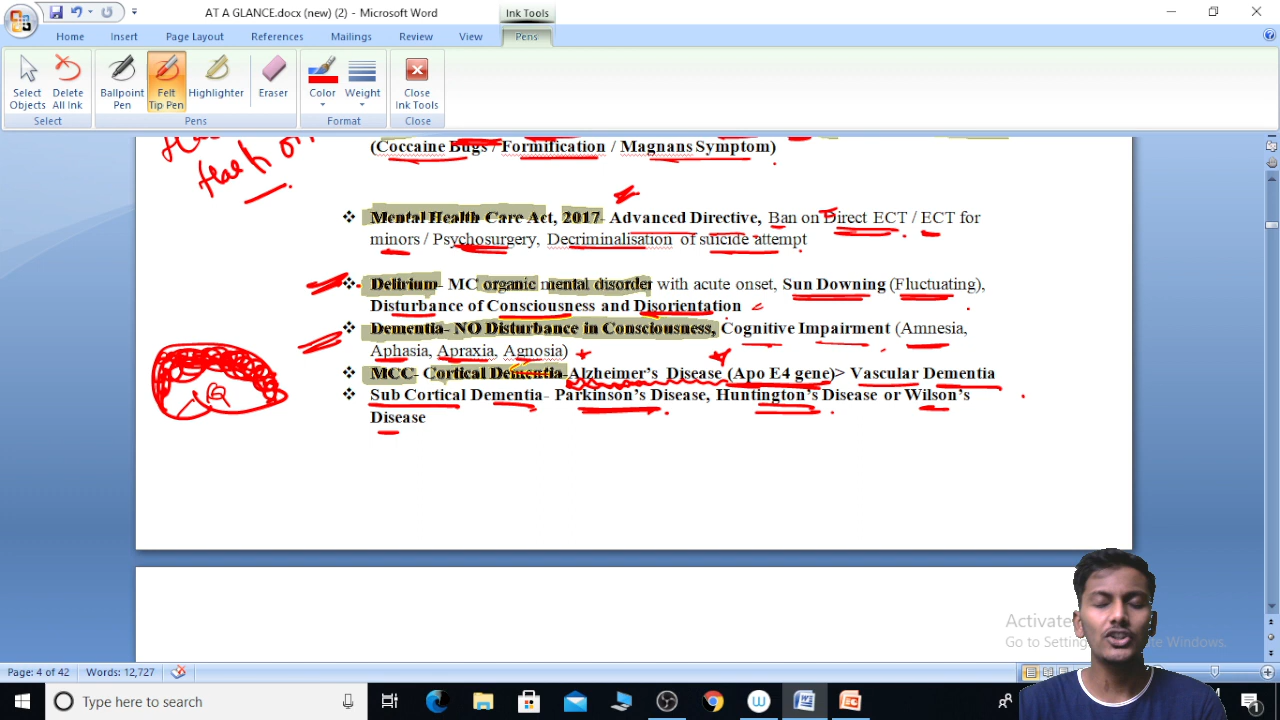 AT A GLANCE.docx (new) (2) - Microsoft Word
Ink Tools
Home Insert Page Layout References Mailings Review View Pens
Select Objects
Delete All Ink
Ballpoint Pen
Felt Tip Pen
Highlighter
Eraser
Color
Weight
Close Ink Tools
Select Pens Format Close
(Coccaine Bugs / Formification / Magnans Symptom)
❖ Mental Health Care Act, 2017- Advanced Directive, Ban on Direct ECT / ECT for
minors / Psychosurgery, Decriminalisation of suicide attempt
❖ Delirium- MC organic mental disorder with acute onset, Sun Downing (Fluctuating),
Disturbance of Consciousness and Disorientation
❖ Dementia- NO Disturbance in Consciousness, Cognitive Impairment (Amnesia,
Aphasia, Apraxia, Agnosia)
❖ MCC- Cortical Dementia-Alzheimer's Disease (Apo E4 gene)> Vascular Dementia
❖ Sub Cortical Dementia- Parkinson's Disease, Huntington's Disease or Wilson's
Disease
Activate
Go to Setting Windows.
Page: 4 of 42 Words: 12,727
Type here to search